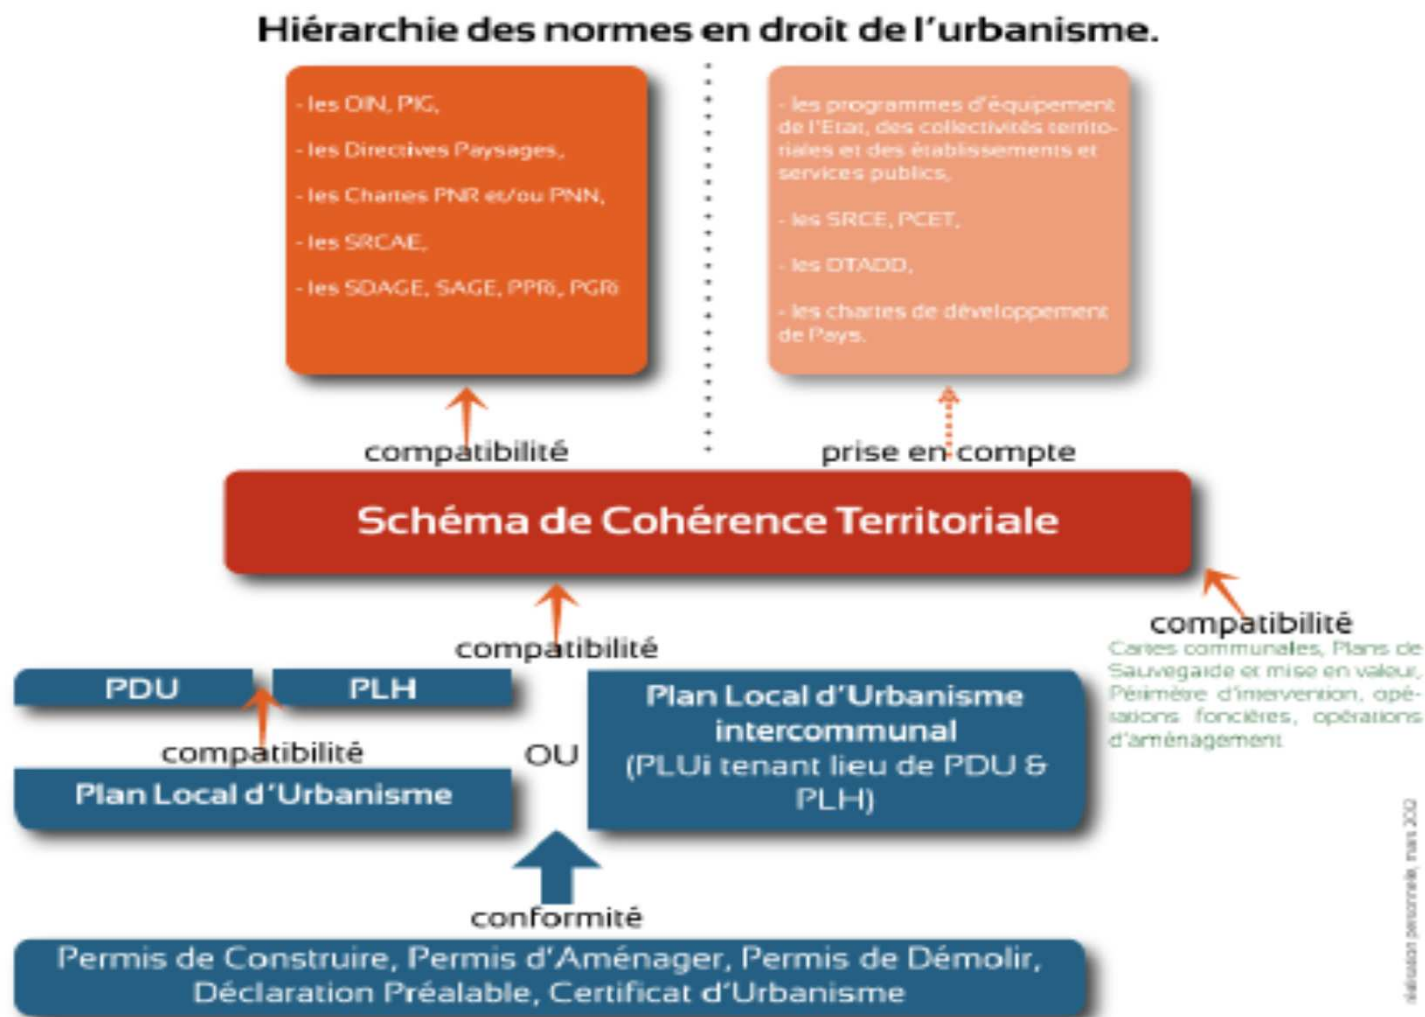 Hiérarchie des normes en droit de l'urbanisme.
- les OIN, PIG,
- les Directives Paysages,
- les Chartes PNR et/ou PNN,
- les SRCAE,
- les SDAGE, SAGE, PPRi, PGRi
- les programmes d'équipement
de l'Etat, des collectivités territo-
riales et des établissements et
services publics,
- les SRCE, PCET,
- les DTADD,
- les chartes de développement
de Pays.
compatibilité
prise en compte
Schéma de Cohérence Territoriale
compatibilité
compatibilité
Cartes communales, Plans de
Sauvegarde et mise en valeur,
Périmètre d'intervention, opé-
rations foncières, opérations
d'aménagement
PDU
PLH
compatibilité
Plan Local d'Urbanisme
OU
Plan Local d'Urbanisme
intercommunal
(PLUi tenant lieu de PDU &
PLH)
conformité
Permis de Construire, Permis d'Aménager, Permis de Démolir,
Déclaration Préalable, Certificat d'Urbanisme
réalisation personnelle, mars 2012